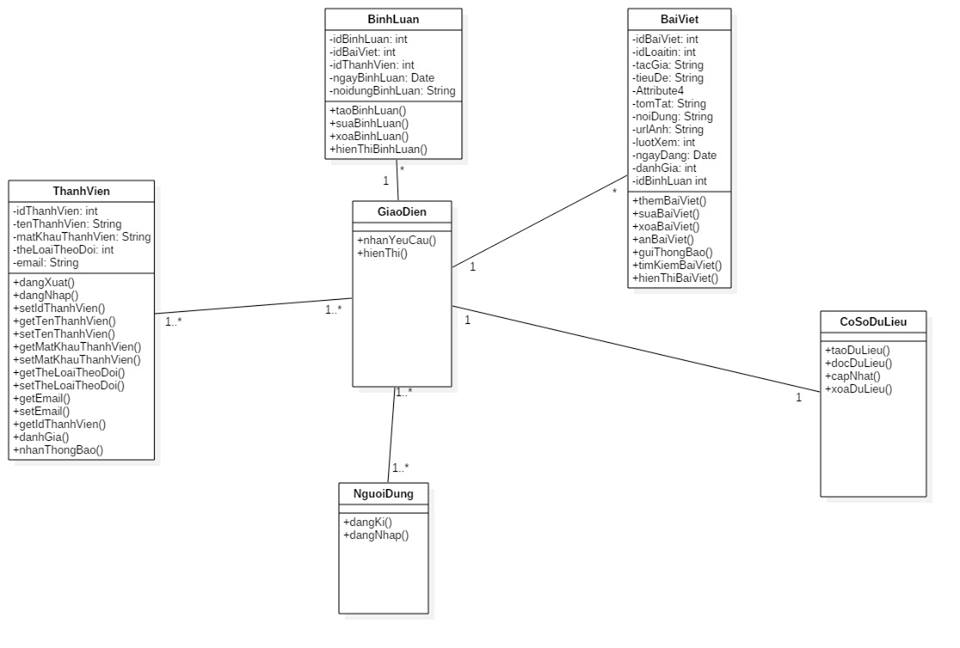 BinhLuan
-idBinhLuan: int
-idBaiViet: int
-idThanhVien: int
-ngayBinhLuan: Date
-noidungBinhLuan: String
+taoBinhLuan()
+suaBinhLuan()
+xoaBinhLuan()
+hienThiBinhLuan()
BaiViet
-idBaiViet: int
-idLoaitin: int
-tacGia: String
-tieuDe: String
-Attribute4
-tomTat: String
-noiDung: String
-urlAnh: String
-luotXem: int
-ngayDang: Date
-danhGia: int
-idBinhLuan int
+themBaiViet()
+suaBaiViet()
+xoaBaiViet()
+anBaiViet()
+guiThongBao()
+timKiemBaiViet()
+hienThiBaiViet()
*
1
*
1
ThanhVien
-idThanhVien: int
-tenThanhVien: String
-matKhauThanhVien: String
-theLoaiTheoDoi: int
-email: String
+dangXuat()
+dangNhap()
+setIdThanhVien()
+getTenThanhVien()
+setTenThanhVien()
+getMatKhauThanhVien()
+setMatKhauThanhVien()
+getTheLoaiTheoDoi()
+setTheLoaiTheoDoi()
+getEmail()
+setEmail()
+getIdThanhVien()
+danhGia()
+nhanThongBao()
GiaoDien
+nhanYeuCau()
+hienThi()
1..*
1..*
1
1
CoSoDuLieu
+taoDuLieu()
+docDuLieu()
+capNhat()
+xoaDuLieu()
1..*
1..*
NguoiDung
+dangKi()
+dangNhap()